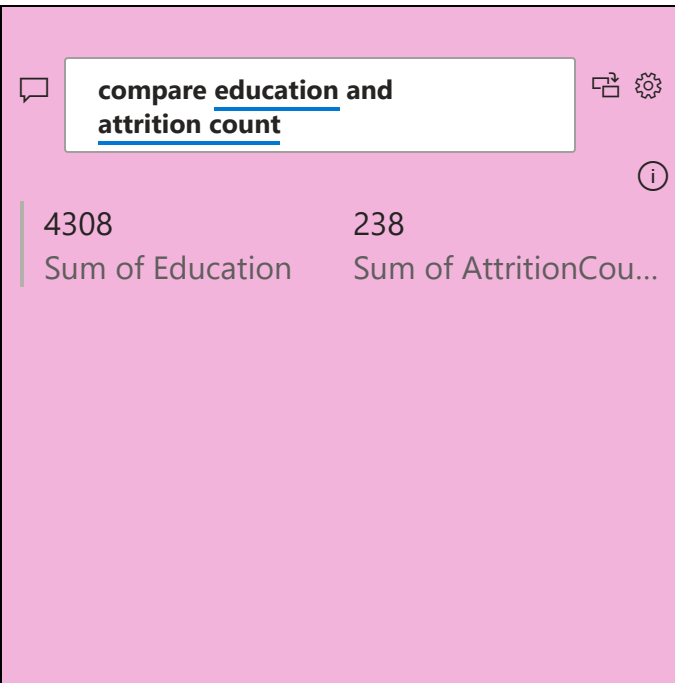 compare education and
attrition count
4308
238
Sum of Education
Sum of AttritionCou...